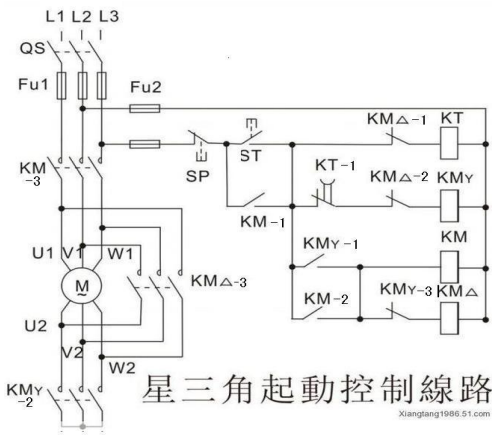 L1 L2 L3
QS
Fu1
Fu2
KM△-1
KT
SP
ST
KT-1
KM△-2
KMY
KM
-3
KM-1
KMY-1
KM
U1
V1
W1
KM△-3
M
~
KM-2
KMY-3
KM△
U2
V2
W2
KMY
-2
星三角起動控制線路
Xiangtang1986.51.com